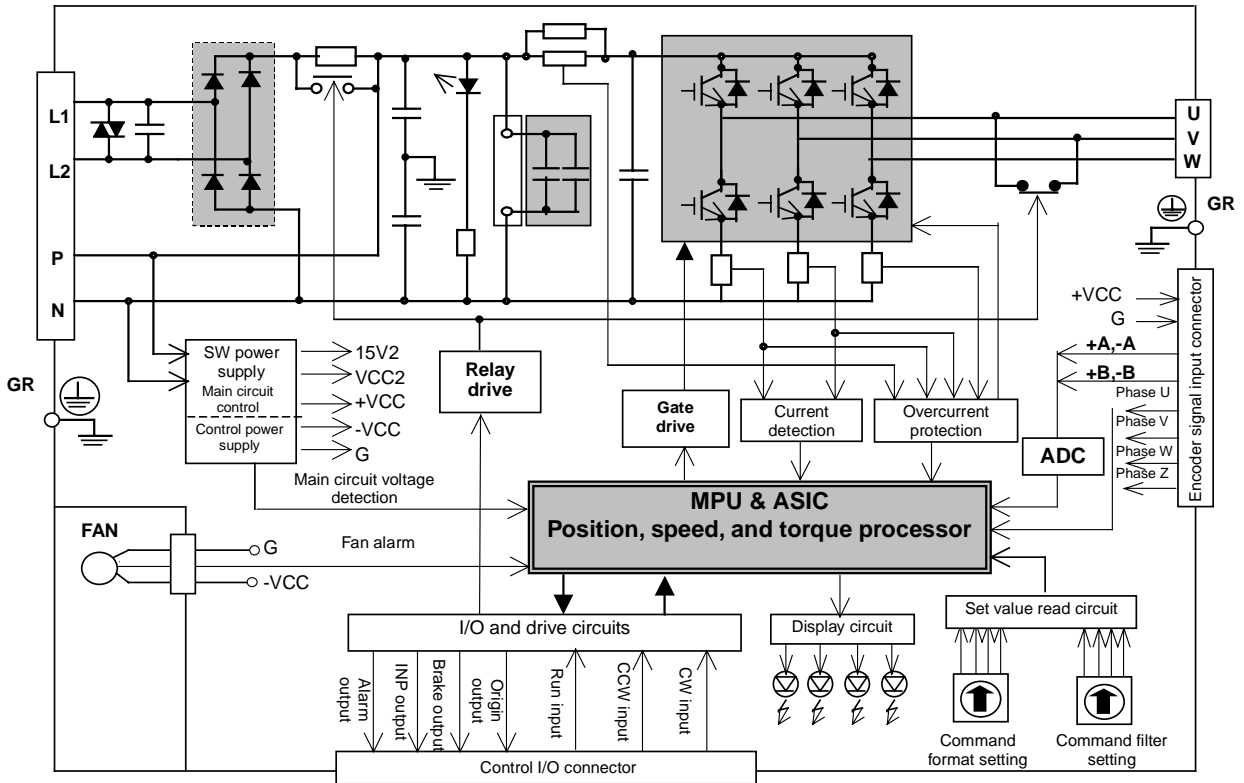 L1
L2
P
N
GR
U
V
W
GR
SW power
supply
Main circuit
control
Control power
supply
15V2
VCC2
+VCC
-VCC
G
Relay
drive
Gate
drive
Current
detection
Overcurrent
protection
+VCC
G
+A,-A
+B,-B
Phase U
Phase V
Phase W
Phase Z
Encoder signal input connector
ADC
Main circuit voltage
detection
MPU & ASIC
Position, speed, and torque processor
FAN
G
-VCC
Fan alarm
I/O and drive circuits
Display circuit
Set value read circuit
Alarm
output
INP output
Brake output
Origin
output
Run input
CCW input
CW input
Command
format setting
Command filter
setting
Control I/O connector